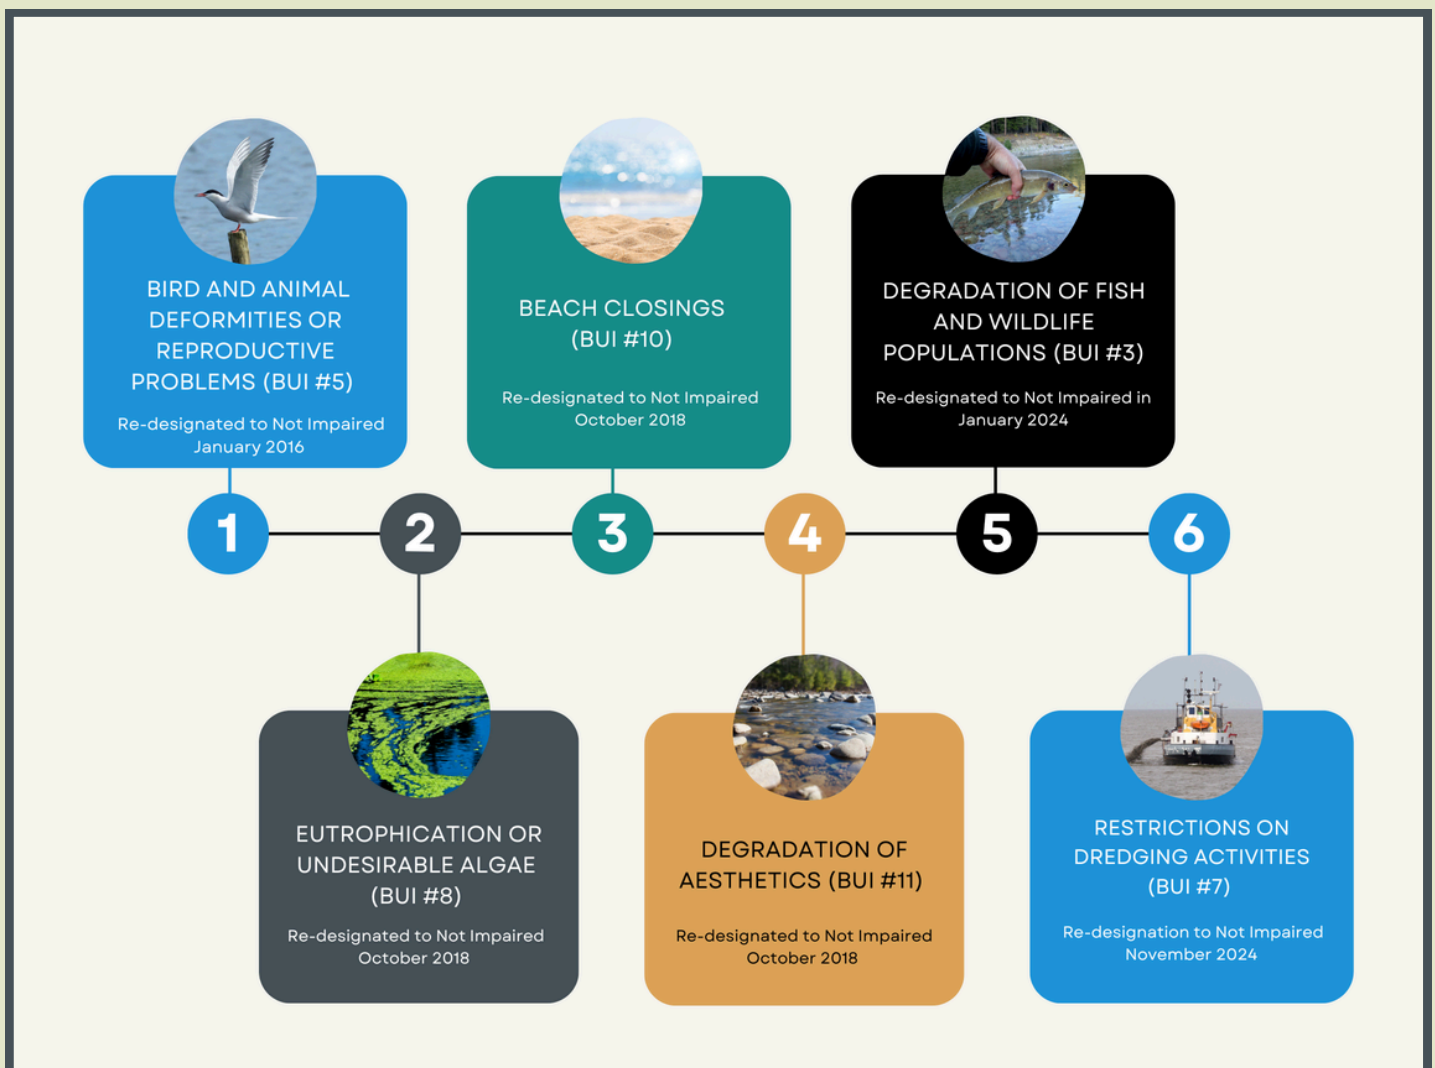 BIRD AND ANIMAL
DEFORMITIES OR
REPRODUCTIVE
PROBLEMS (BUI #5)
Re-designated to Not Impaired
January 2016
BEACH CLOSINGS
(BUI #10)
Re-designated to Not Impaired
October 2018
DEGRADATION OF FISH
AND WILDLIFE
POPULATIONS (BUI #3)
Re-designated to Not Impaired in
January 2024
1
2
3
4
5
6
EUTROPHICATION OR
UNDESIRABLE ALGAE
(BUI #8)
Re-designated to Not Impaired
October 2018
DEGRADATION OF
AESTHETICS (BUI #11)
Re-designated to Not Impaired
October 2018
RESTRICTIONS ON
DREDGING ACTIVITIES
(BUI #7)
Re-designation to Not Impaired
November 2024